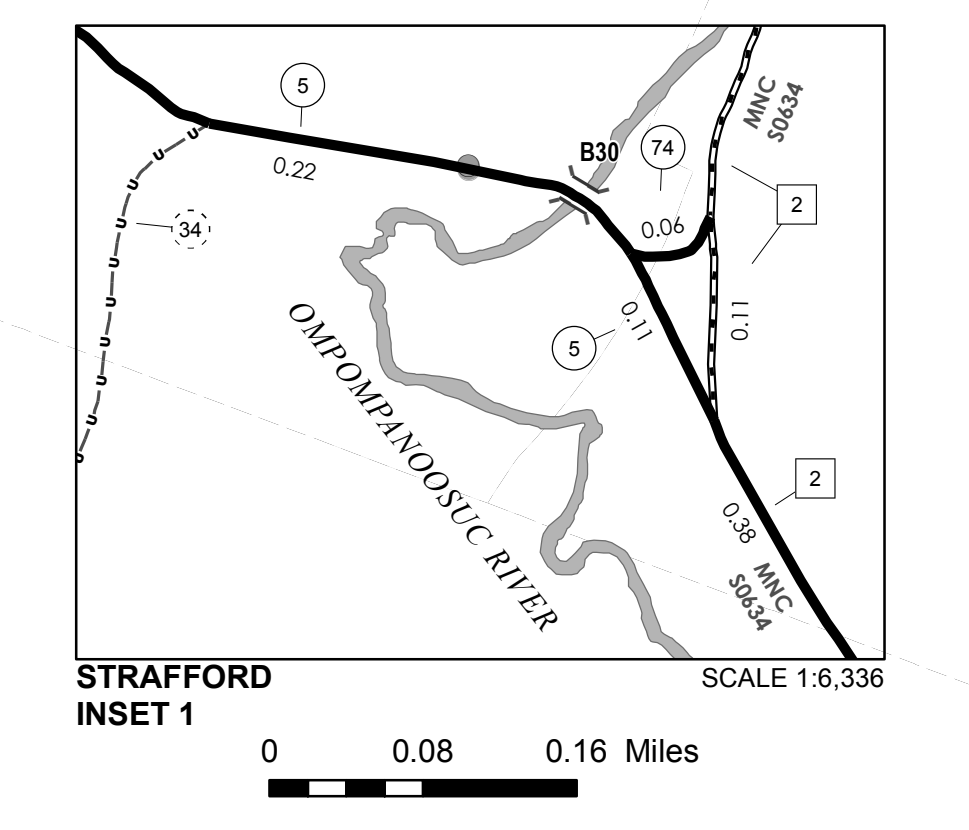 5
MNC
S0634
B30
74
0.22
2
34
0.06
0.11
0.11
5
OMPOMPANOOSUC RIVER
2
0.38
MNC
S0634
STRAFFORD
SCALE 1:6,336
INSET 1
0 0.08 0.16 Miles